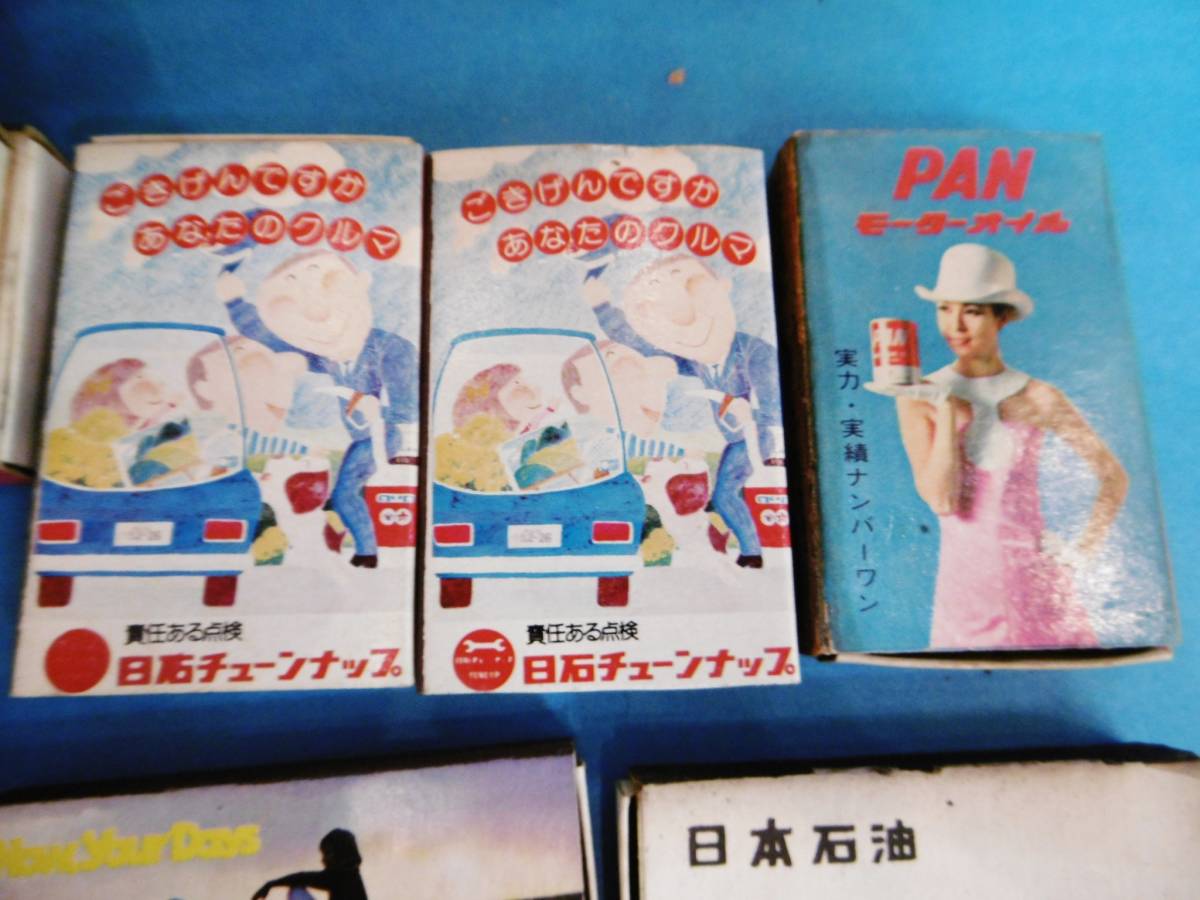 ごきげんですか
あなたのクルマ
責任ある点検
日石チューンナップ
ごきげんですか
あなたのクルマ
責任ある点検
日石チューンナップ
PAN
モーターオイル
実力・実績ナンバーワン
Your Days
日本石油